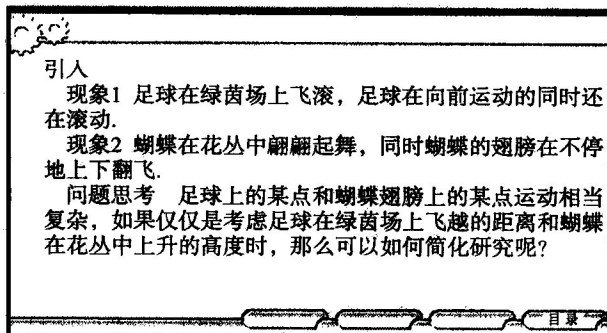 引入
现象1 足球在绿茵场上飞滚，足球在向前运动的同时还
在滚动.
现象2 蝴蝶在花丛中翩翩起舞，同时蝴蝶的翅膀在不停
地上下翻飞.
问题思考 足球上的某点和蝴蝶翅膀上的某点运动相当
复杂，如果仅仅是考虑足球在绿茵场上飞越的距离和蝴蝶
在花丛中上升的高度时，那么可以如何简化研究呢？
目录